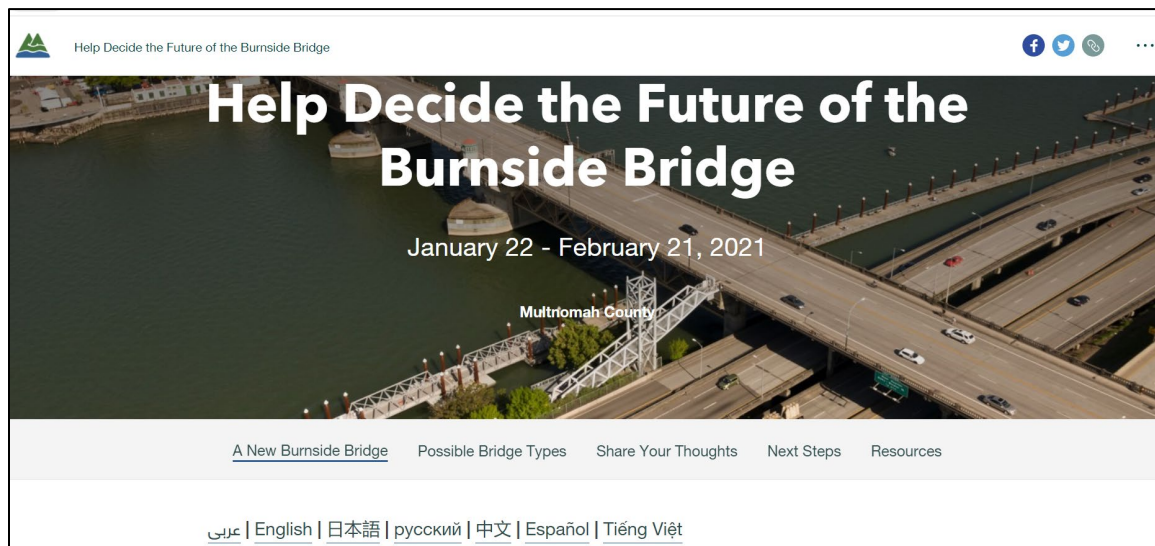 Help Decide the Future of the Burnside Bridge
Help Decide the Future of the
Burnside Bridge
January 22 - February 21, 2021
Multnomah County
A New Burnside Bridge Possible Bridge Types Share Your Thoughts Next Steps Resources
عربى | English | 日本語 | русский | 中文 | Español | Tiếng Việt